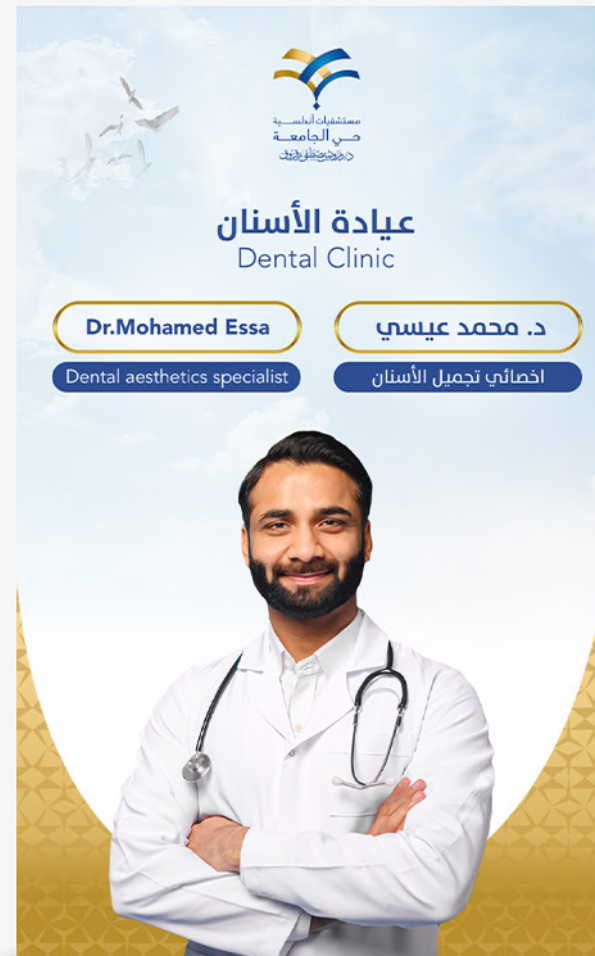 مستشفيات أندلسية
حي الجامعة
عيادة الأسنان
Dental Clinic
د. محمد عيسي
Dr.Mohamed Essa
اخصائي تجميل الأسنان
Dental aesthetics specialist